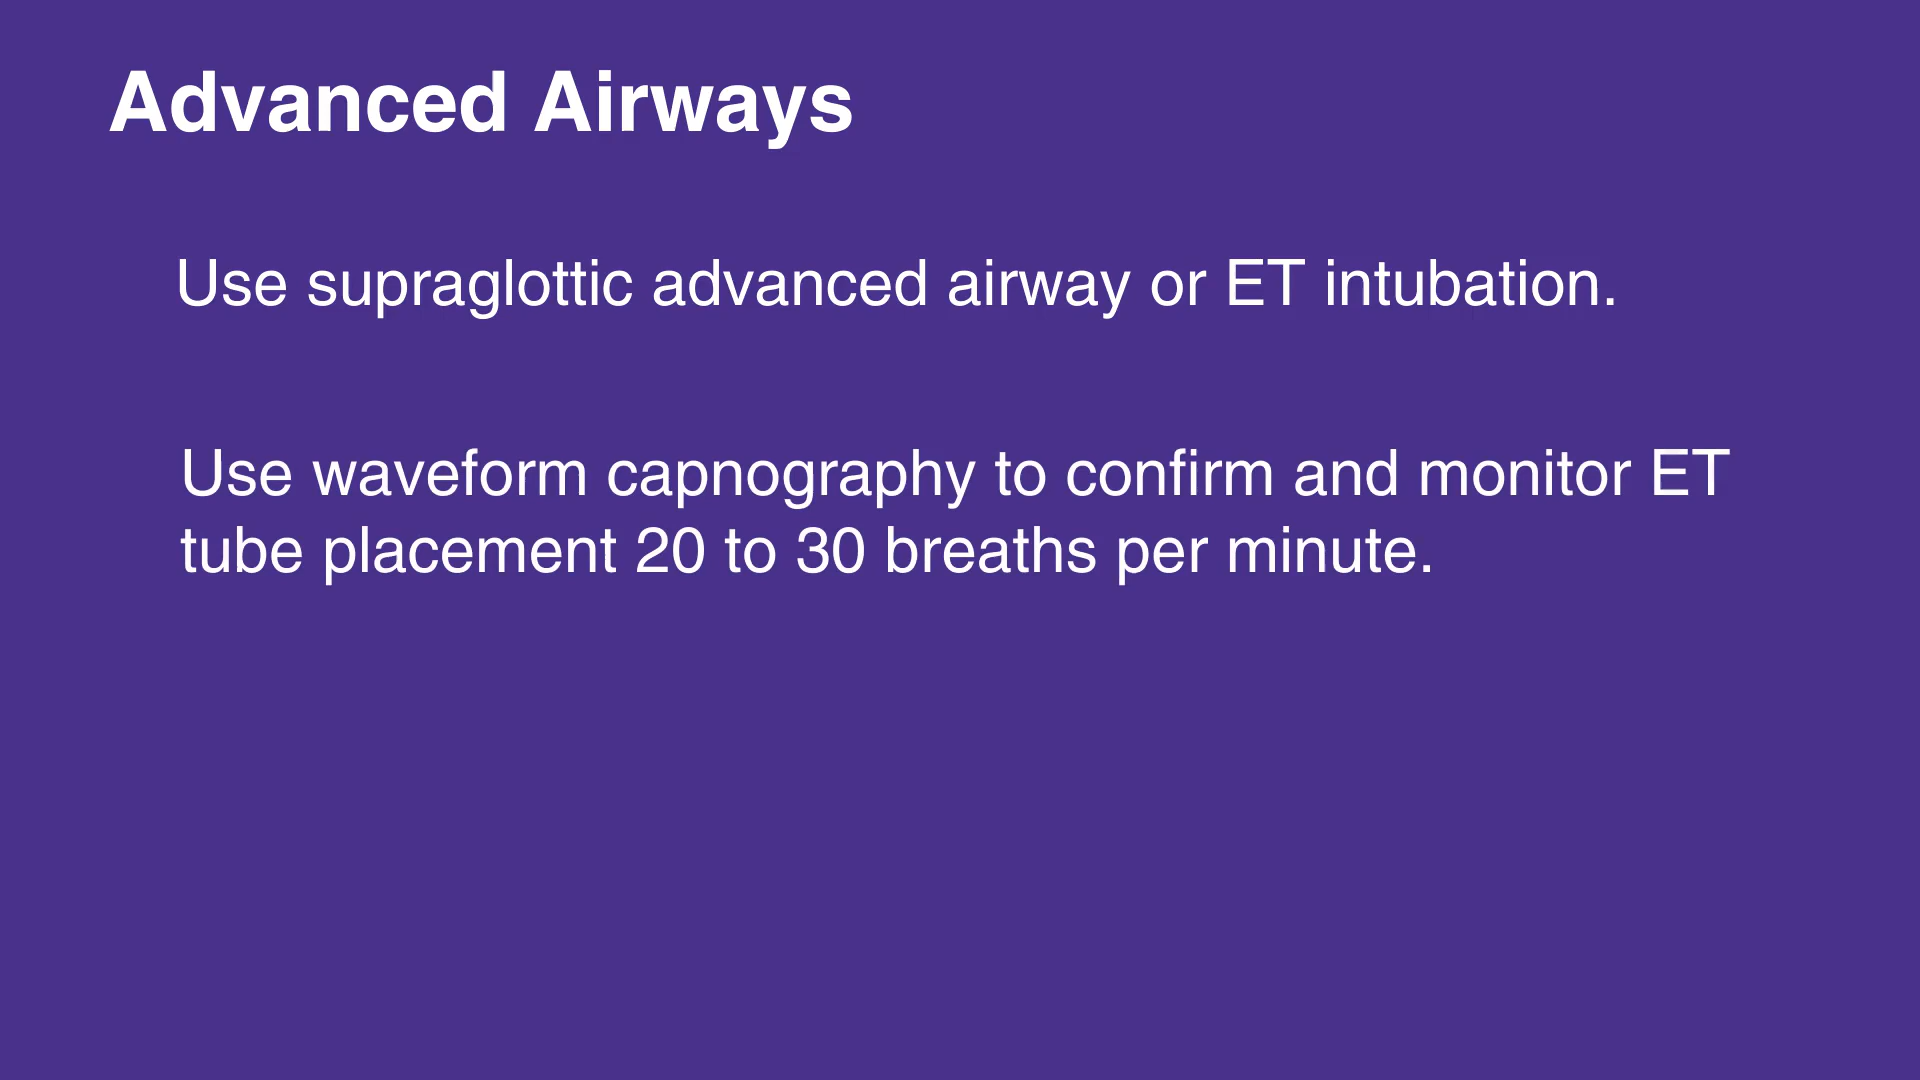 Advanced Airways
Use supraglottic advanced airway or ET intubation.
Use waveform capnography to confirm and monitor ET
tube placement 20 to 30 breaths per minute.